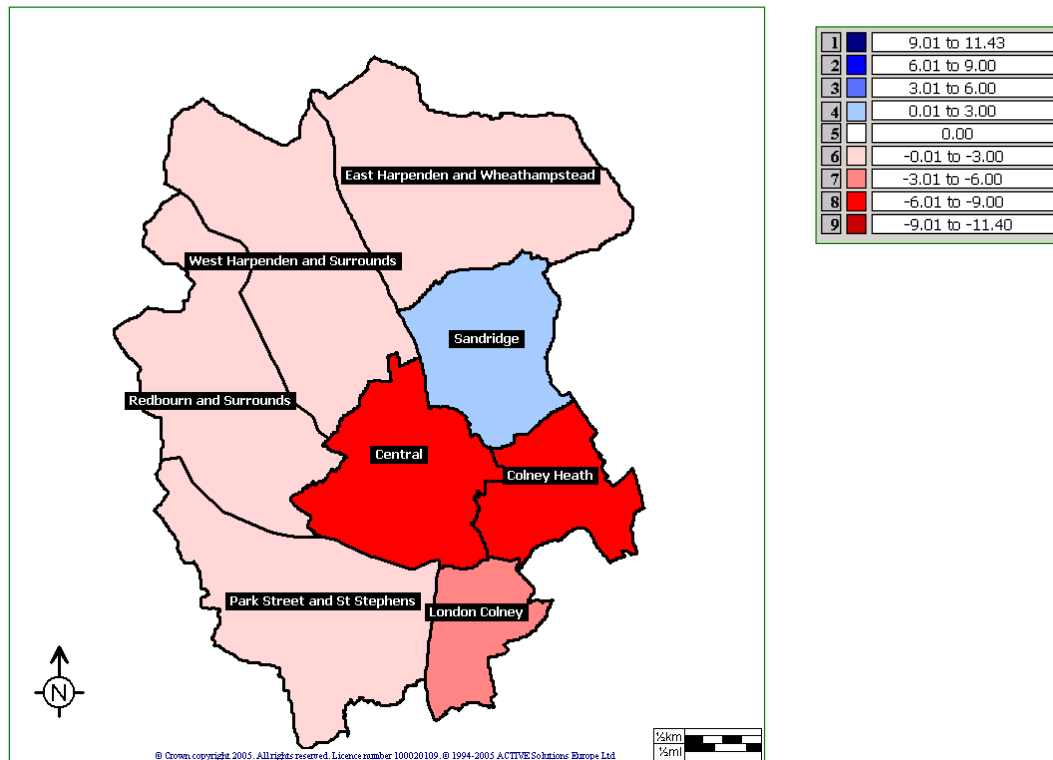 1 9.01 to 11.43
2 6.01 to 9.00
3 3.01 to 6.00
4 0.01 to 3.00
5 0.00
6 -0.01 to -3.00
7 -3.01 to -6.00
8 -6.01 to -9.00
9 -9.01 to -11.40
East Harpenden and Wheathampstead
West Harpenden and Surrounds
Sandridge
Redbourn and Surrounds
Central
Colney Heath
Park Street and St Stephens
London Colney
N
½km
½ml
© Crown copyright 2005. All rights reserved. Licence number 100020109. © 1994-2005 ACTIVE Solutions Europe Ltd